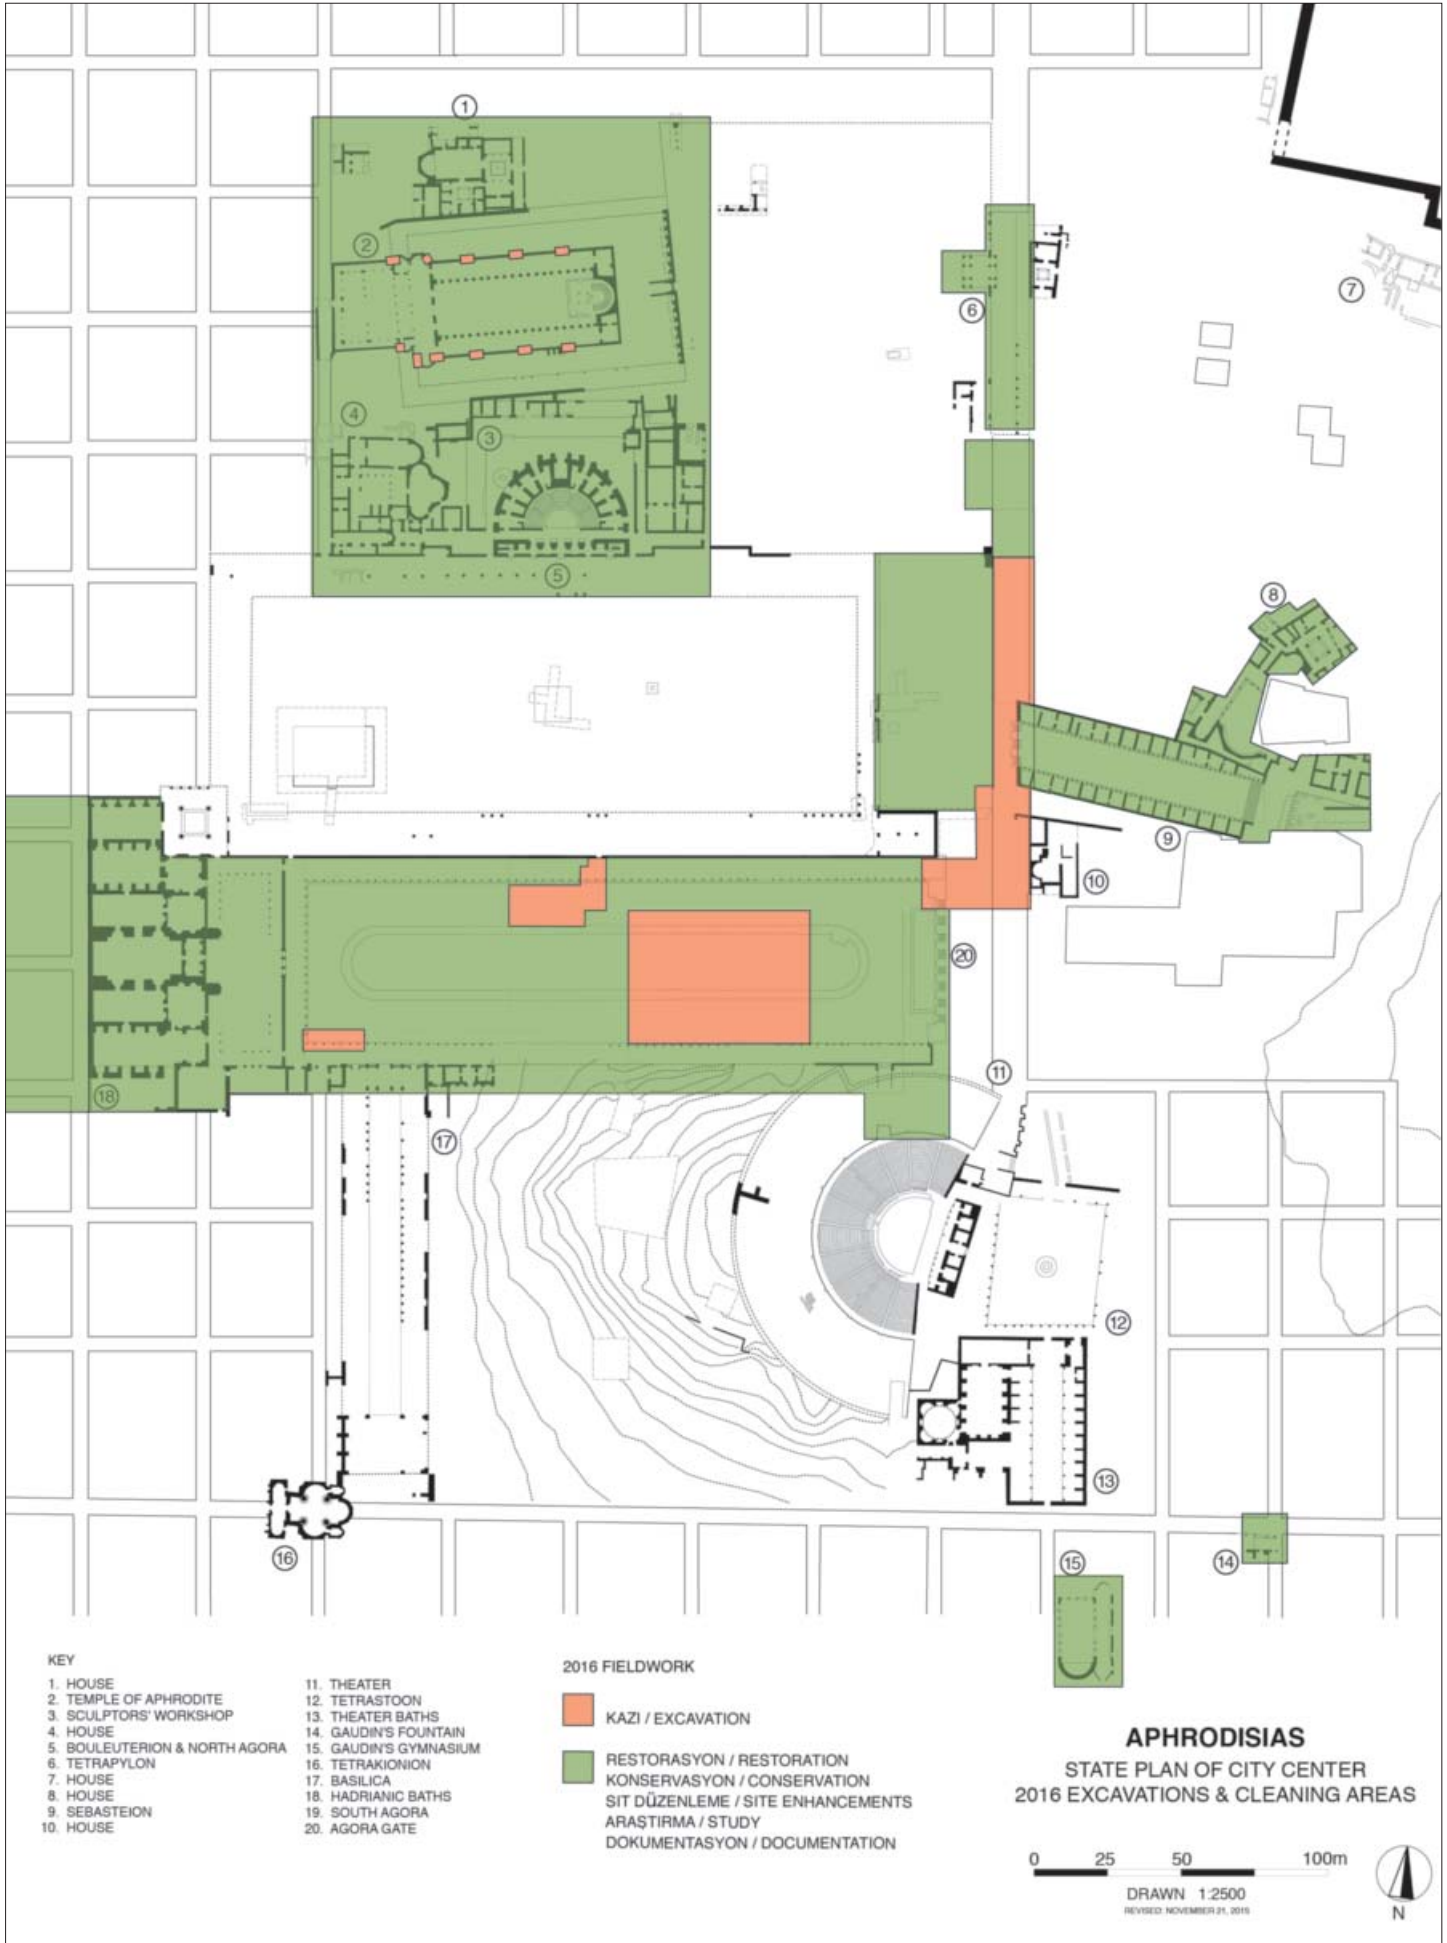 1
2
6
7
4
3
5
8
9
10
20
11
18
17
12
13
16
15
14
KEY
1. HOUSE
2. TEMPLE OF APHRODITE
3. SCULPTORS' WORKSHOP
4. HOUSE
5. BOULEUTERION & NORTH AGORA
6. TETRAPYLON
7. HOUSE
8. HOUSE
9. SEBASTEION
10. HOUSE
11. THEATER
12. TETRASTOON
13. THEATER BATHS
14. GAUDIN'S FOUNTAIN
15. GAUDIN'S GYMNASIUM
16. TETRAKIONION
17. BASILICA
18. HADRIANIC BATHS
19. SOUTH AGORA
20. AGORA GATE
2016 FIELDWORK
KAZI / EXCAVATION
RESTORASYON / RESTORATION
KONSERVASYON / CONSERVATION
SIT DÜZENLEME / SITE ENHANCEMENTS
ARAŞTIRMA / STUDY
DOKUMENTASYON / DOCUMENTATION
APHRODISIAS
STATE PLAN OF CITY CENTER
2016 EXCAVATIONS & CLEANING AREAS
0 25 50 100m
DRAWN 1:2500
REVISED: NOVEMBER 21, 2015
N